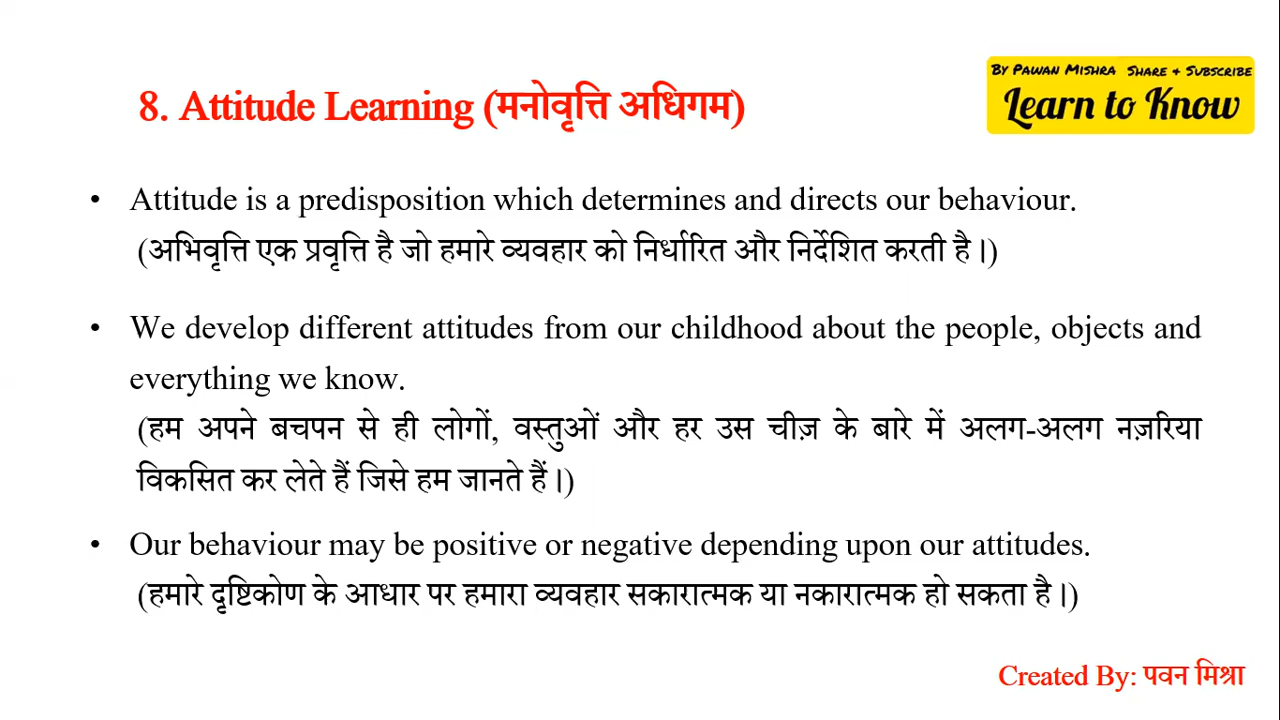 By Pawan Mishra Share + Subscribe
Learn to Know
8. Attitude Learning (मनोवृत्ति अधिगम)
• Attitude is a predisposition which determines and directs our behaviour.
(अभिवृत्ति एक प्रवृत्ति है जो हमारे व्यवहार को निर्धारित और निर्देशित करती है।)
• We develop different attitudes from our childhood about the people, objects and
everything we know.
(हम अपने बचपन से ही लोगों, वस्तुओं और हर उस चीज़ के बारे में अलग-अलग नज़रिया
विकसित कर लेते हैं जिसे हम जानते हैं।)
• Our behaviour may be positive or negative depending upon our attitudes.
(हमारे दृष्टिकोण के आधार पर हमारा व्यवहार सकारात्मक या नकारात्मक हो सकता है।)
Created By: पवन मिश्रा